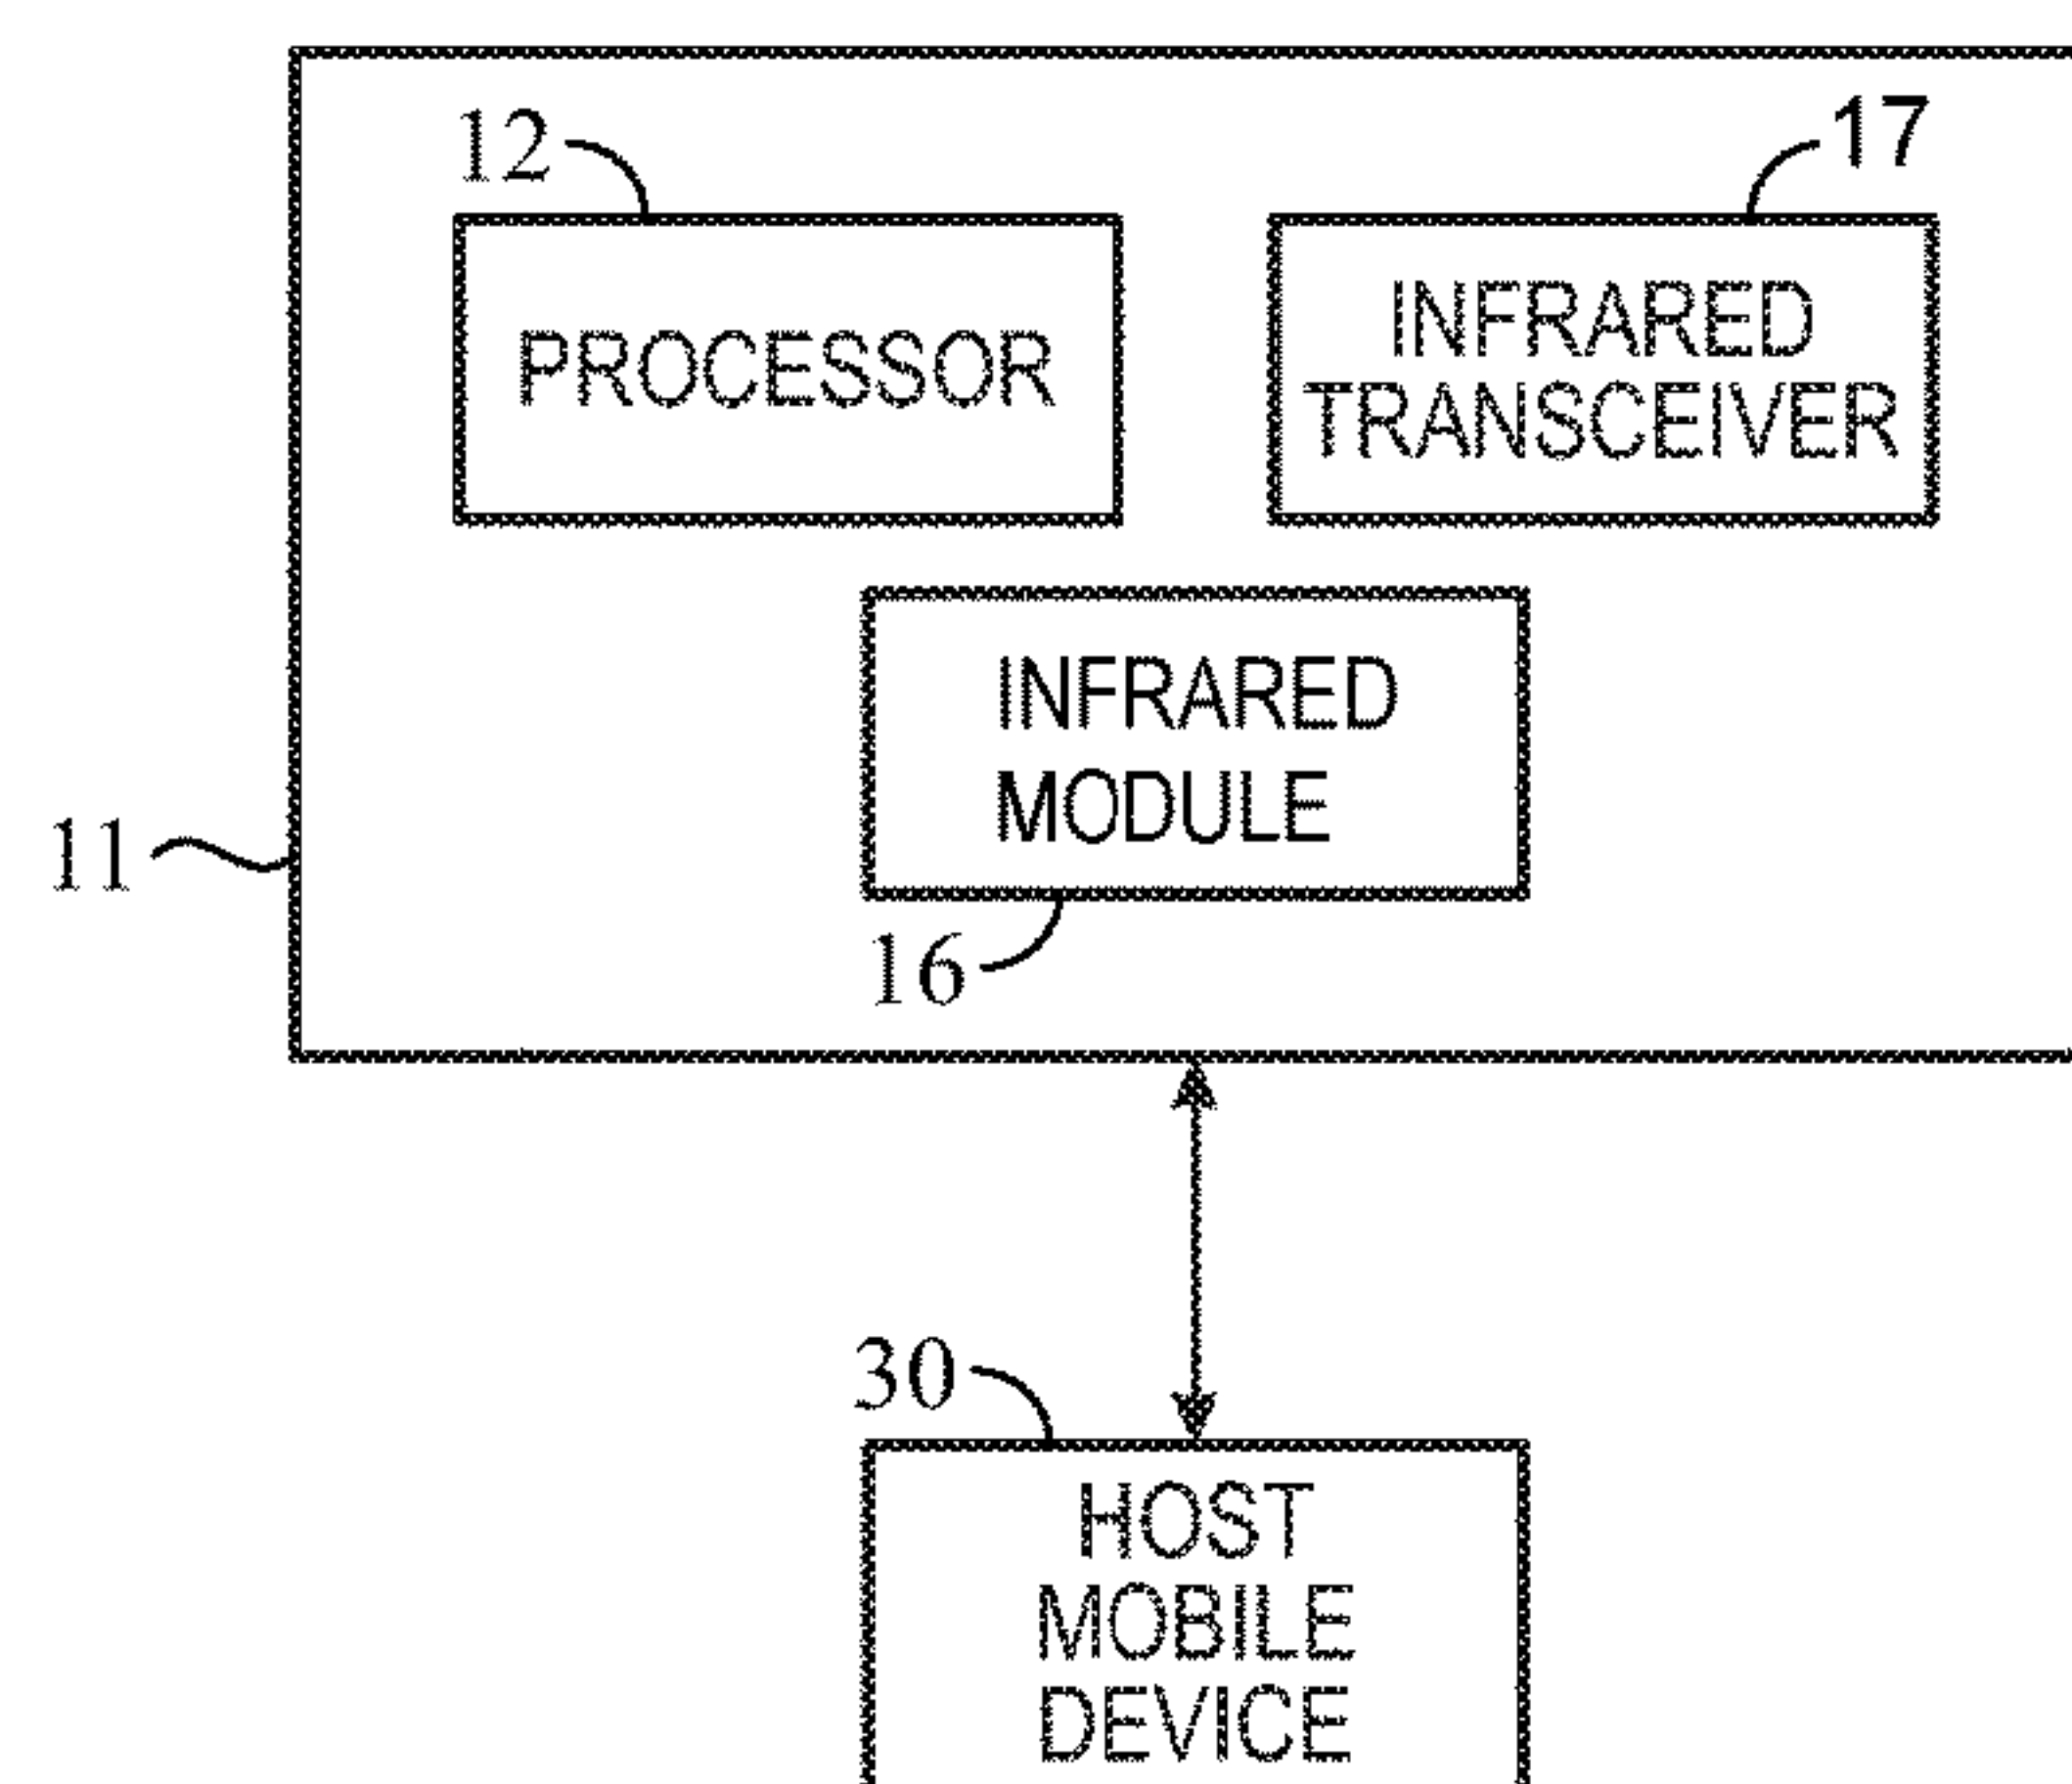 12
17
PROCESSOR
INFRARED
TRANSCEIVER
INFRARED
MODULE
11
16
30
HOST
MOBILE
DEVICE